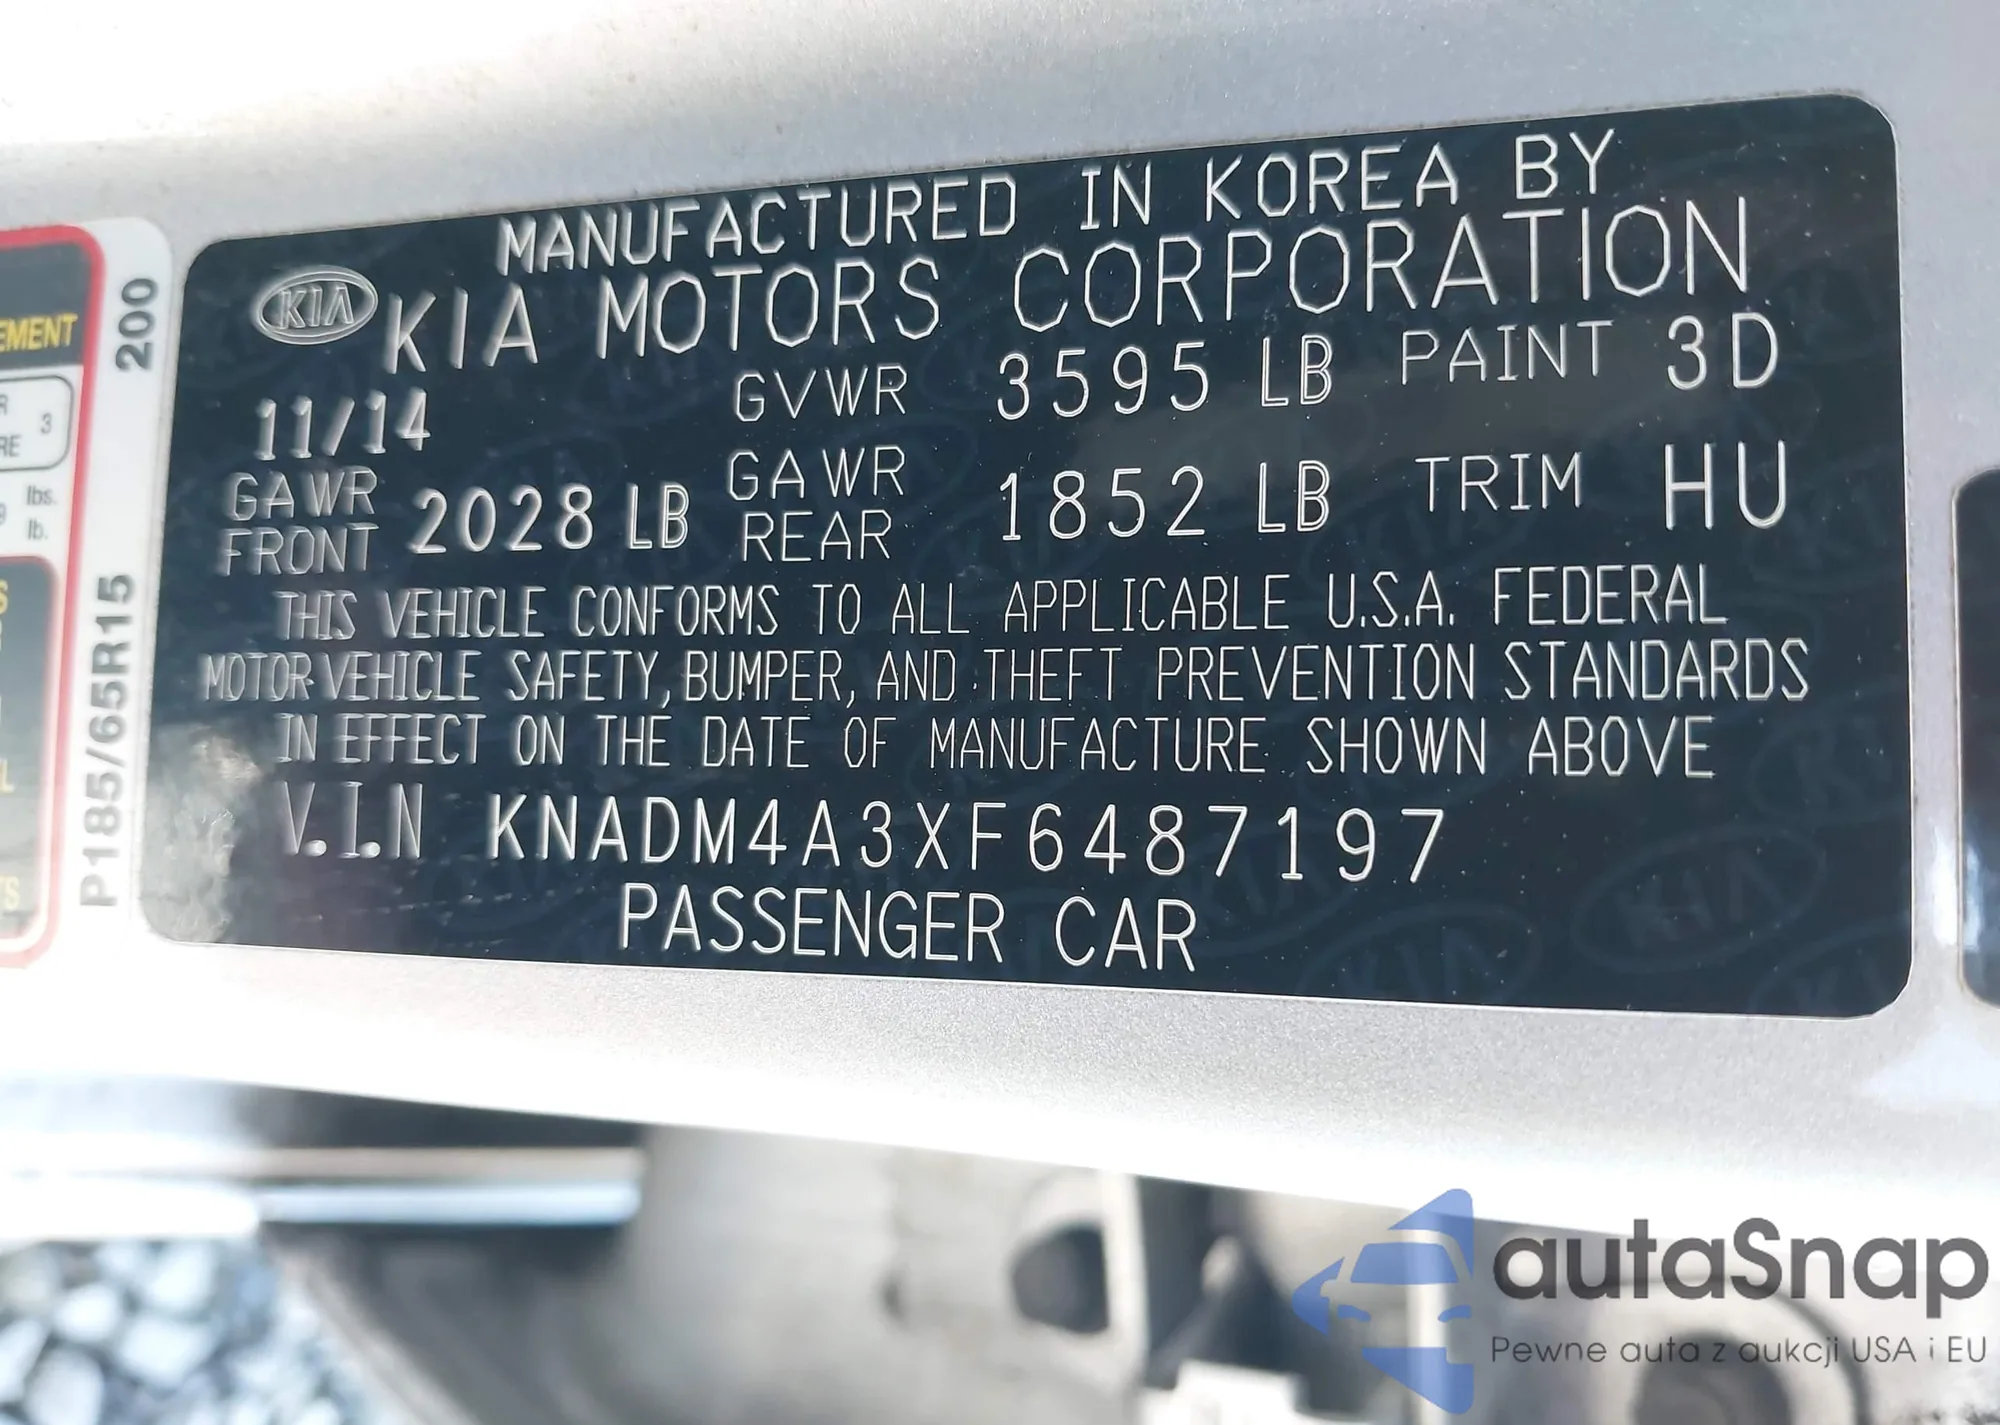 MANUFACTURED IN KOREA BY
KIA KIA MOTORS CORPORATION
11/14 GVWR 3595 LB PAINT 3D
GAWR FRONT 2028 LB GAWR REAR 1852 LB TRIM HU
THIS VEHICLE CONFORMS TO ALL APPLICABLE U.S.A. FEDERAL
MOTOR VEHICLE SAFETY, BUMPER, AND THEFT PREVENTION STANDARDS
IN EFFECT ON THE DATE OF MANUFACTURE SHOWN ABOVE
V.I.N KNADM4A3XF6487197
PASSENGER CAR
P185/65R15 200
3
lbs.
lb.
autaSnap
Pewne auta z aukcji USA i EU